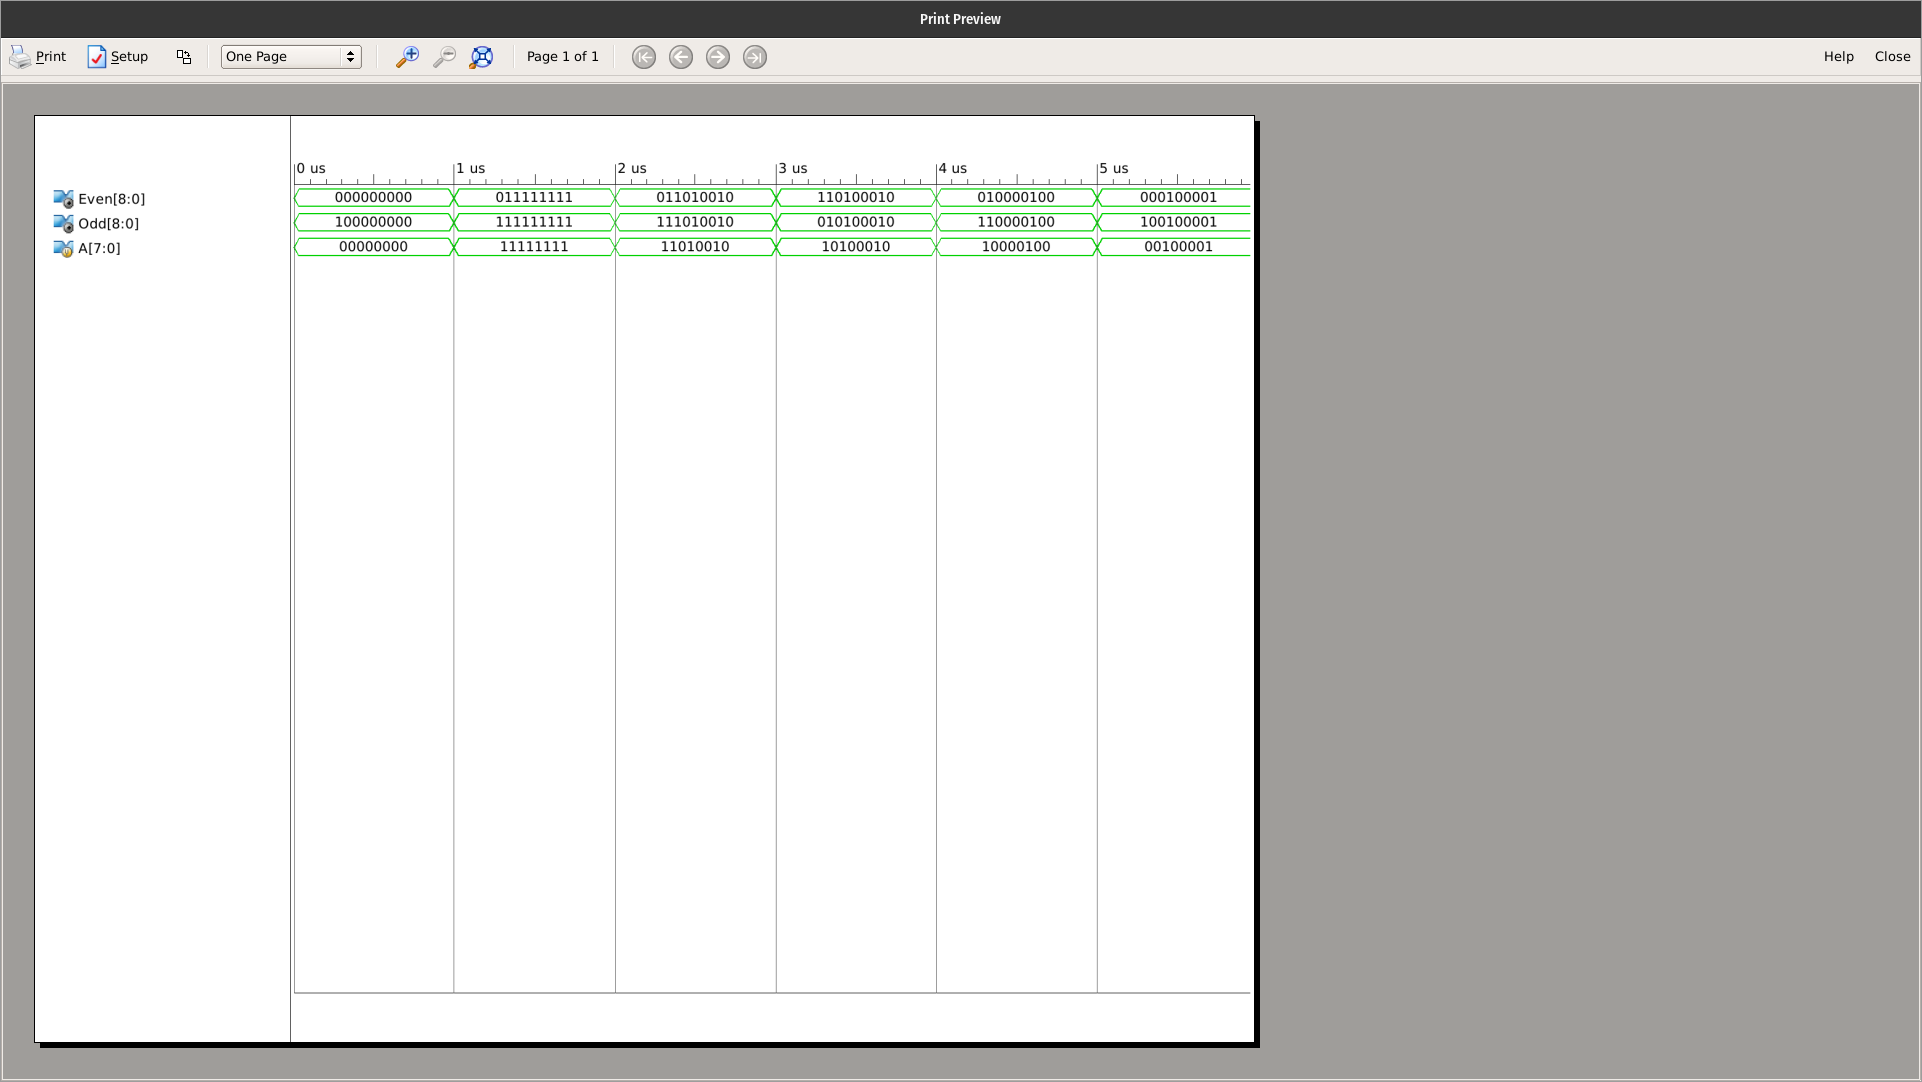 Print Preview
Print Setup One Page Page 1 of 1 Help Close
0 us 1 us 2 us 3 us 4 us 5 us
Even[8:0] 000000000 011111111 011010010 110100010 010000100 000100001
Odd[8:0] 100000000 111111111 111010010 010100010 110000100 100100001
A[7:0] 00000000 11111111 11010010 10100010 10000100 00100001